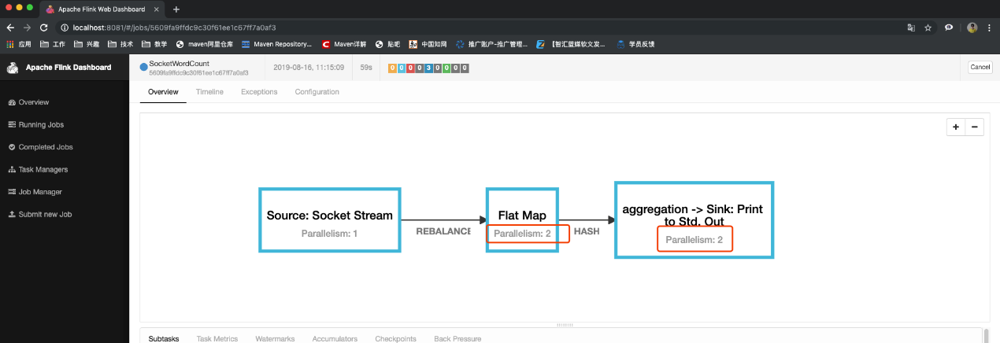 Apache Flink Web Dashboard
localhost:8081/#/jobs/5609fa9ffdc9c30f61ee1c67ff7a0af3
应用 工作 兴趣 技术 教学 maven阿里仓库 Maven Repository... Maven详解 贴吧 中国知网 推广账户-推广管理... 【智汇蓝媒软文发... 学员反馈
Apache Flink Dashboard
Overview
Running Jobs
Completed Jobs
Task Managers
Job Manager
Submit new Job
SocketWordCount
5609fa9ffdc9c30f61ee1c67ff7a0af3
2019-08-16, 11:15:09
59s
0 0 0 0 3 0 0 0 0
Cancel
Overview Timeline Exceptions Configuration
+ −
Source: Socket Stream
Parallelism: 1
REBALANCE
Flat Map
Parallelism: 2
HASH
aggregation -> Sink: Print
to Std. Out
Parallelism: 2
Subtasks Task Metrics Watermarks Accumulators Checkpoints Back Pressure